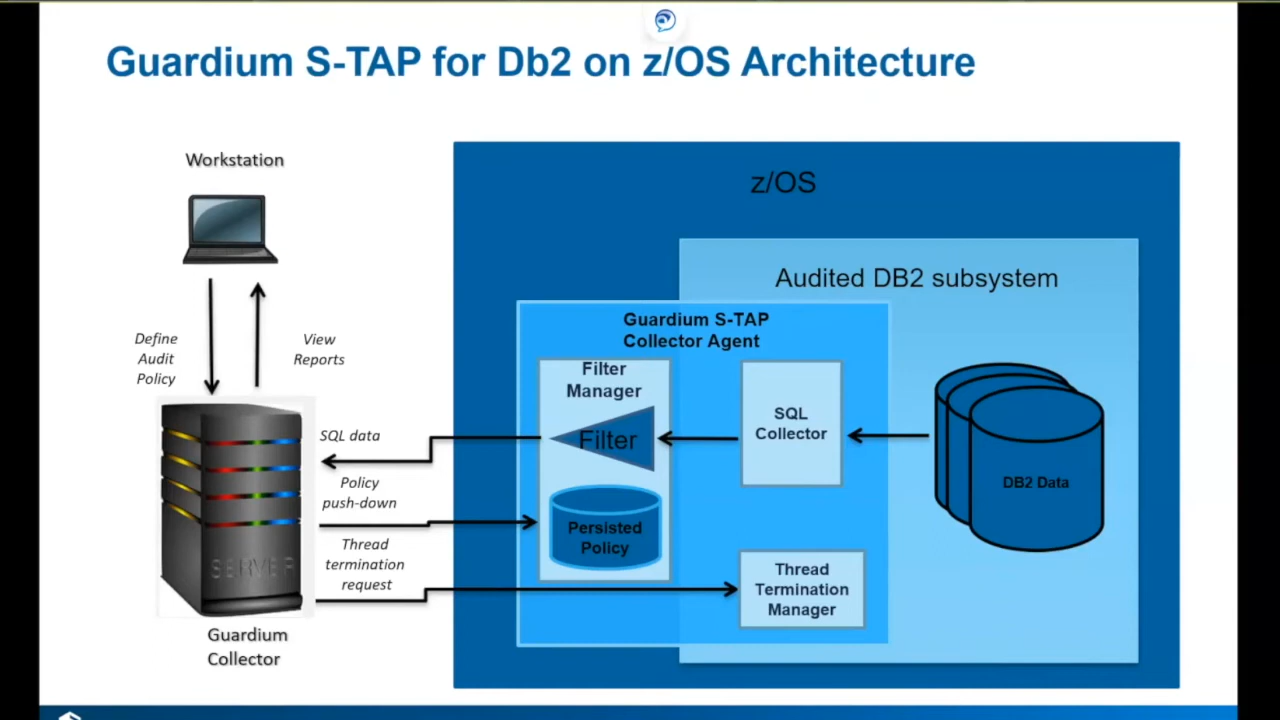 Guardium S-TAP for Db2 on z/OS Architecture
Workstation
z/OS
Audited DB2 subsystem
Define
Audit
Policy
View
Reports
Guardium S-TAP
Collector Agent
Filter
Manager
Filter
SQL
Collector
DB2 Data
SQL data
Policy
push-down
Persisted
Policy
Thread
termination
request
Thread
Termination
Manager
SERVER
Guardium
Collector